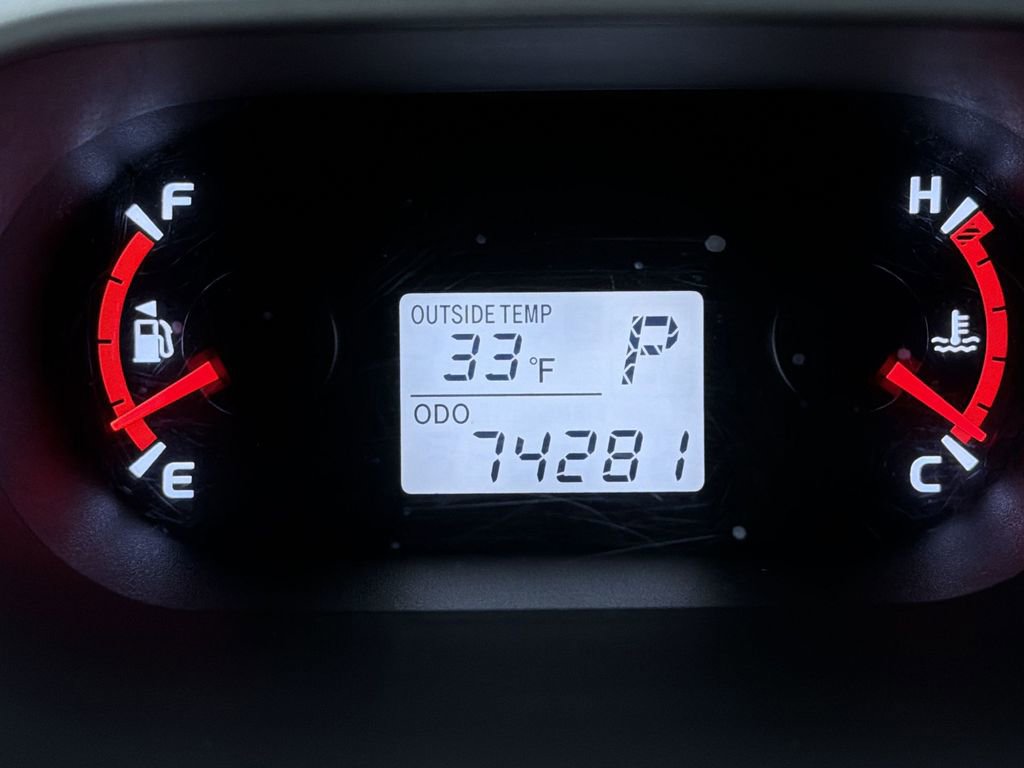 F
H
OUTSIDE TEMP
33 °F
P
ODO
74281
E
C